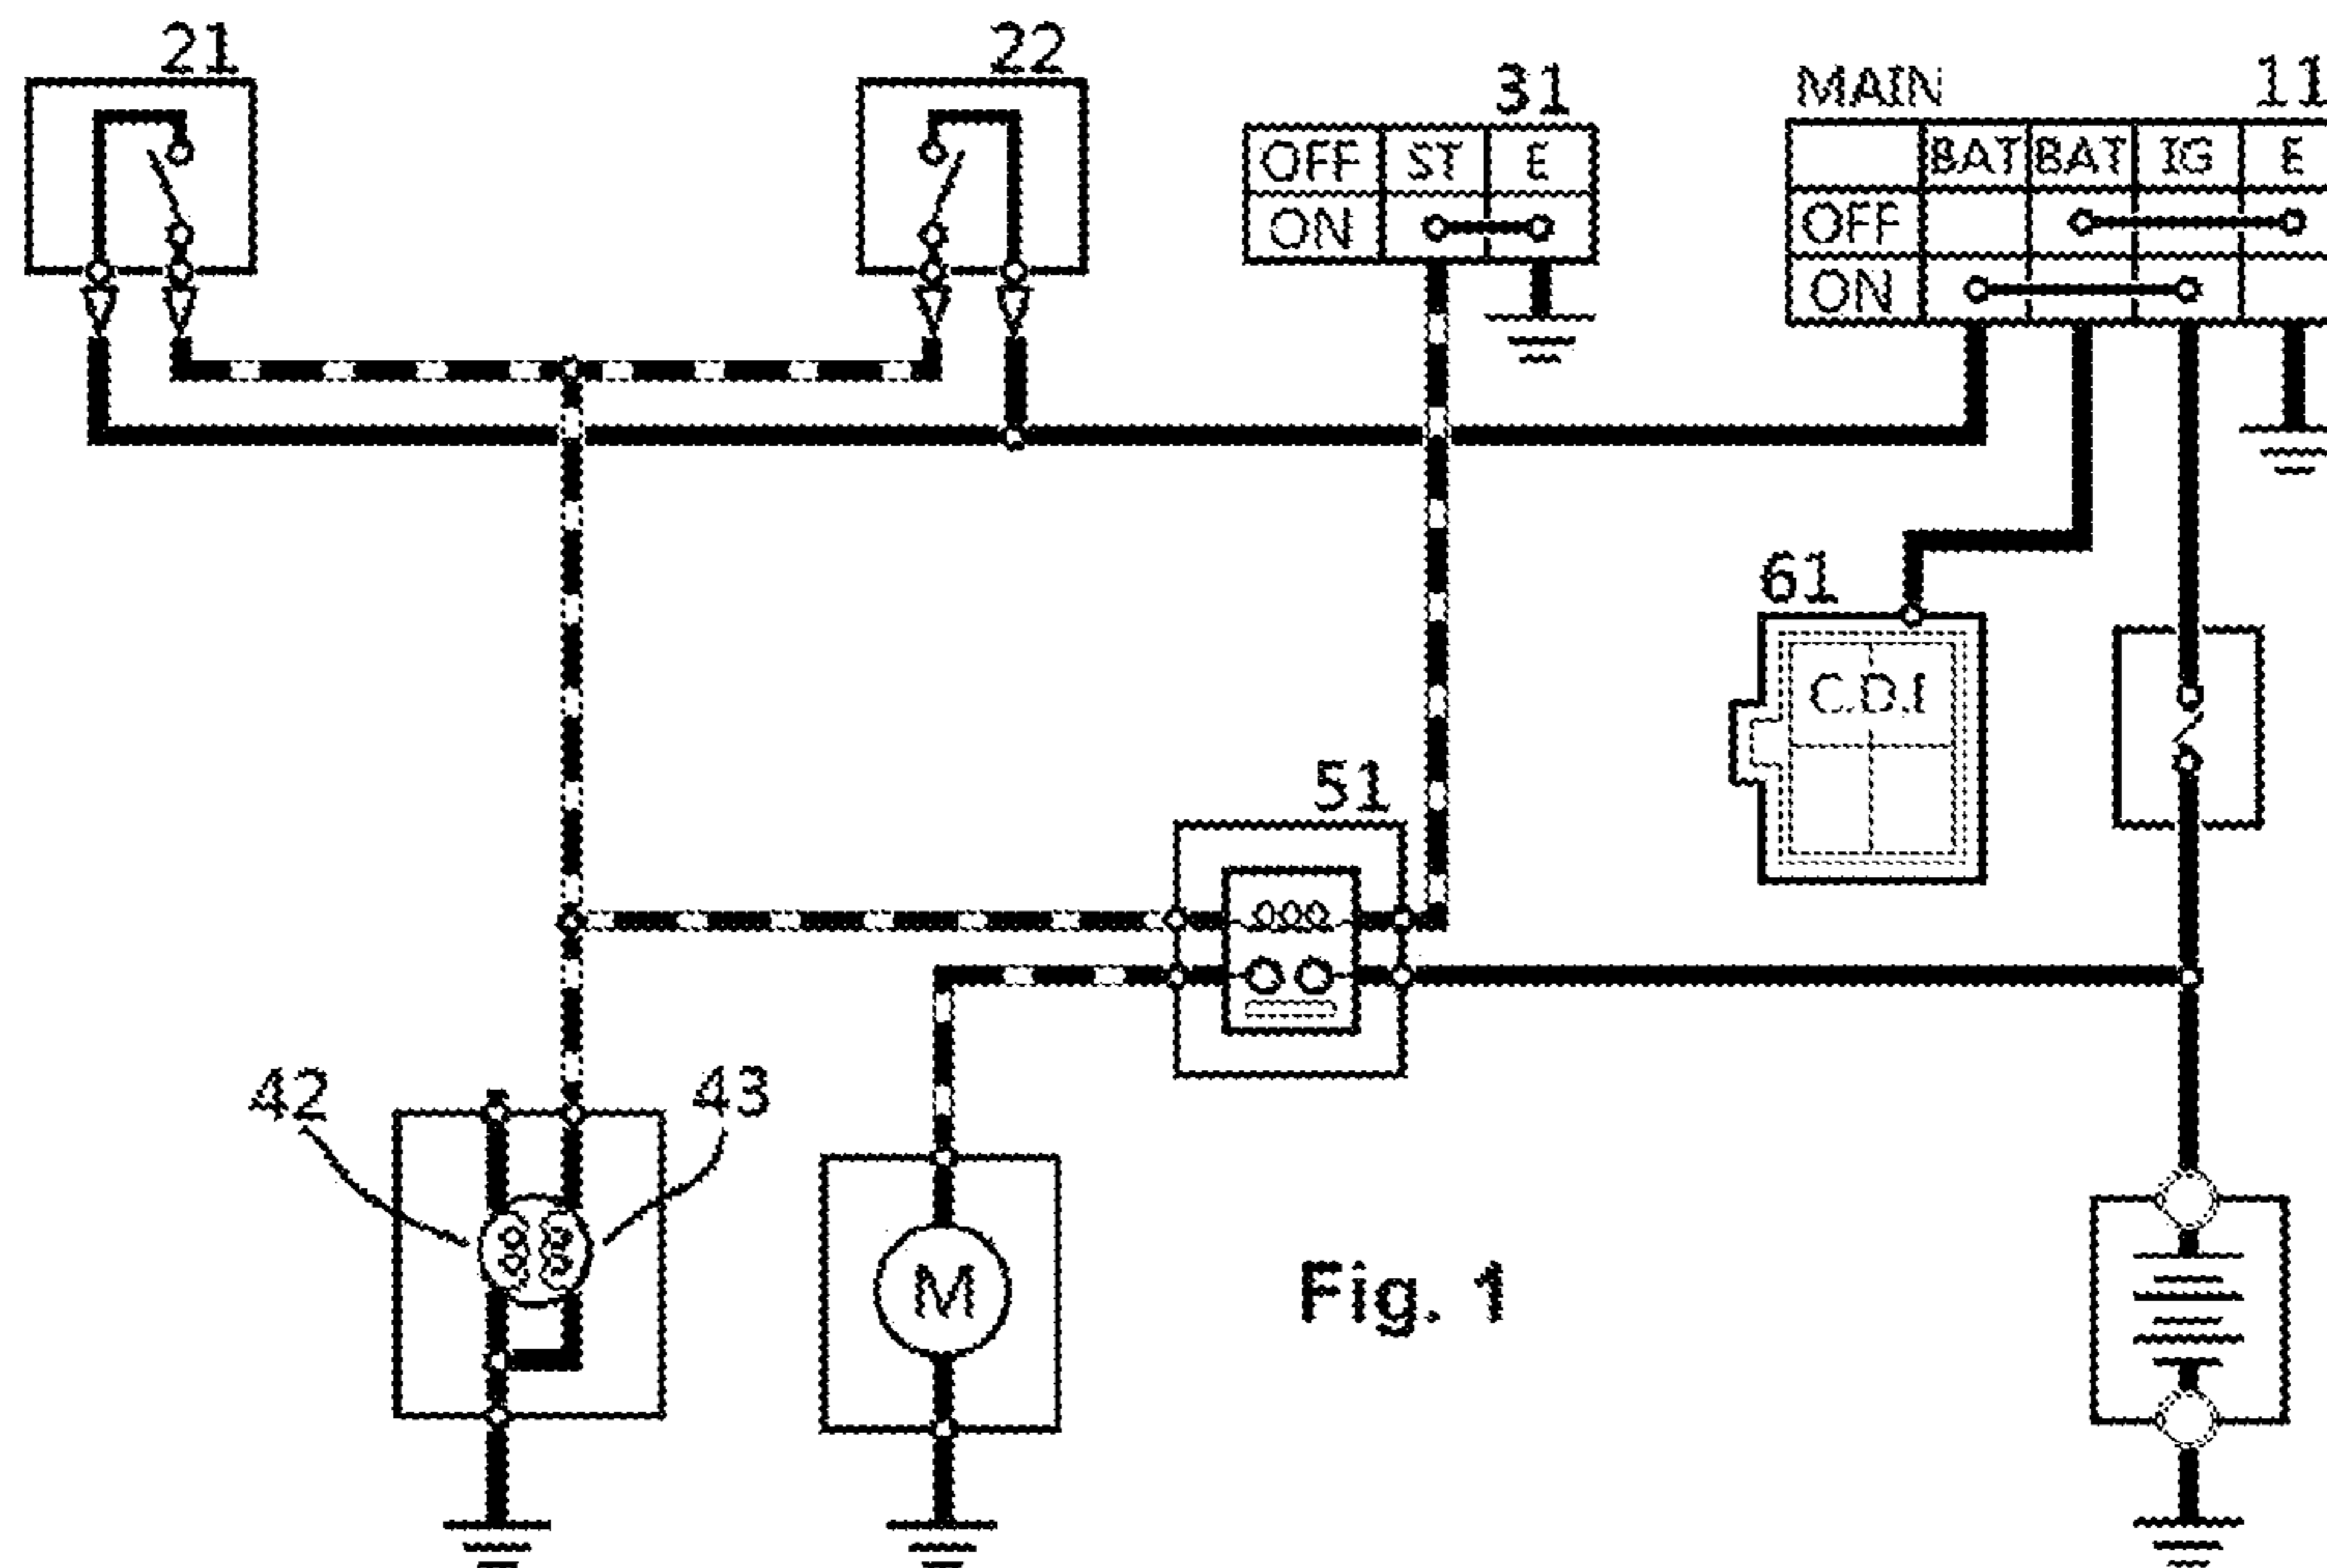 21
22
31
MAIN
11
OFF ST E
ON
BAT BAT IG E
OFF
ON
61
C.D.I
51
42
43
M
Fig. 1